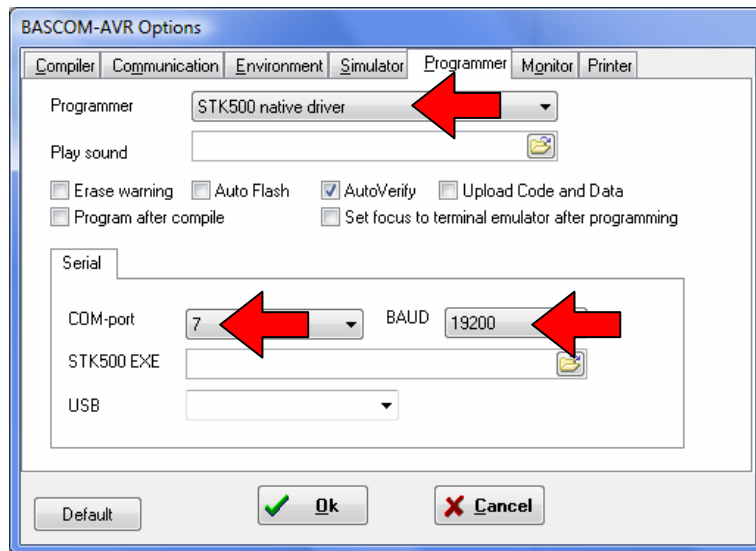 BASCOM-AVR Options
Compiler Communication Environment Simulator Programmer Monitor Printer
Programmer STK500 native driver
Play sound
Erase warning Auto Flash AutoVerify Upload Code and Data
Program after compile Set focus to terminal emulator after programming
Serial
COM-port 7 BAUD 19200
STK500 EXE
USB
Default Ok Cancel